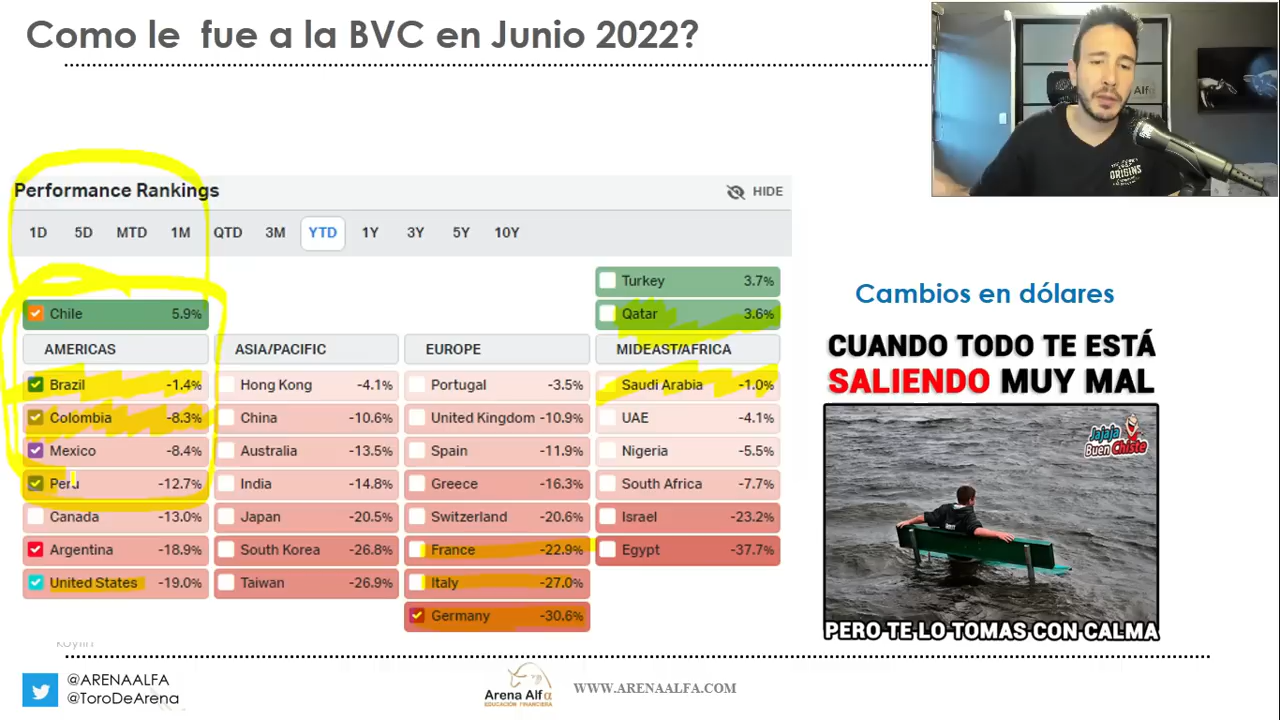 Como le fue a la BVC en Junio 2022?
Performance Rankings
HIDE
1D 5D MTD 1M QTD 3M YTD 1Y 3Y 5Y 10Y
Turkey 3.7%
Chile 5.9%
Qatar 3.6%
AMERICAS
ASIA/PACIFIC
EUROPE
MIDEAST/AFRICA
Brazil -1.4%
Hong Kong -4.1%
Portugal -3.5%
Saudi Arabia -1.0%
Colombia -8.3%
China -10.6%
United Kingdom -10.9%
UAE -4.1%
Mexico -8.4%
Australia -13.5%
Spain -11.9%
Nigeria -5.5%
Peru -12.7%
India -14.8%
Greece -16.3%
South Africa -7.7%
Canada -13.0%
Japan -20.5%
Switzerland -20.6%
Israel -23.2%
Argentina -18.9%
South Korea -26.8%
France -22.9%
Egypt -37.7%
United States -19.0%
Taiwan -26.9%
Italy -27.0%
Germany -30.6%
Cambios en dólares
CUANDO TODO TE ESTÁ
SALIENDO MUY MAL
Jajaja
Buen Chiste
PERO TE LO TOMAS CON CALMA
Alf
ORIGINS
koyfin
@ARENAALFA
@ToroDeArena
Arena Alfα
EDUCACIÓN FINANCIERA
WWW.ARENAALFA.COM